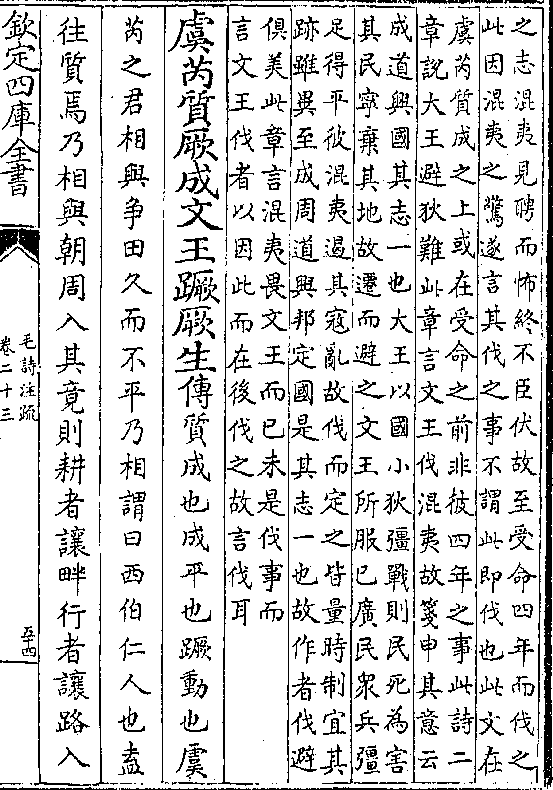 之志混夷見聘而怖終不臣伏故至受命四年而伐之
此因混夷之驚遂言其伐之事不謂此即伐也此文在
虞芮質成之上或在受命之前非彼四年之事此詩二
章說大王避狄難此章言文王伐混夷故箋申其意云
成道興國其志一也大王以國小狄彊戰則民死為害
其民寧棄其地故遷而避之文王所服已廣民衆兵彊
足得平彼混夷遏其寇亂故伐而定之皆量時制宜其
跡雖異至成周道興邦定國是其志一也故作者伐避
俱美此章言混夷畏文王而已未是伐事而
言文王伐者以因此而在後伐之故言伐耳
虞芮質厥成文王蹶厥生傳質成也成平也蹶動也虞
芮之君相與爭田久而不平乃相謂曰西伯仁人也盍
往質焉乃相與朝周入其竟則耕者讓畔行者讓路入
欽定四庫全書
毛詩注疏
卷二十三
至十四